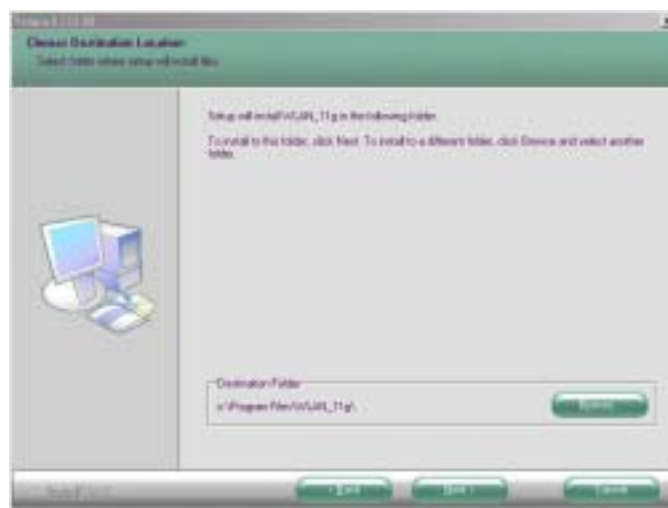 Choose Destination Location
Select folder where setup will install files.
Setup will install WLAN_11g in the following folder.
To install to this folder, click Next. To install to a different folder, click Browse and select another
folder.
Destination Folder
c:\Program Files\WLAN_11g\
Browse
< Back
Next >
Cancel